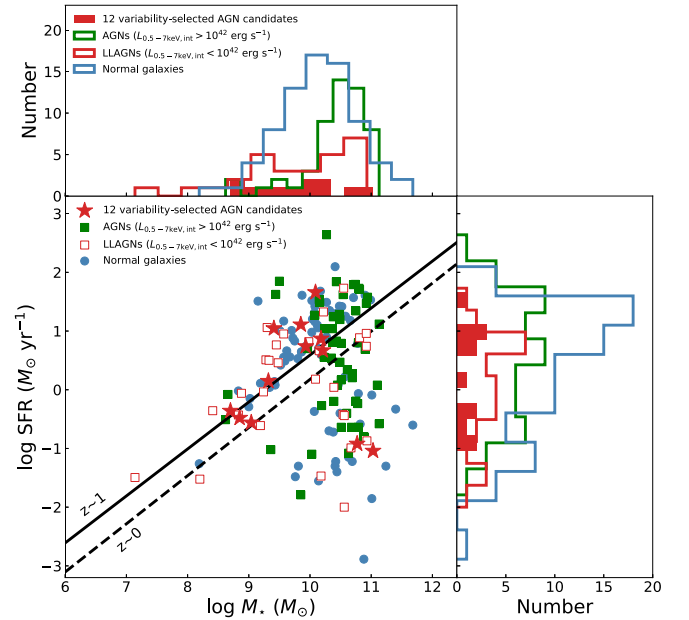 20
15
10
5
0
Number
12 variability-selected AGN candidates
AGNs (L0.5−7keV, int > 10^42 erg s^−1)
LLAGNs (L0.5−7keV, int < 10^42 erg s^−1)
Normal galaxies
3
2
1
0
−1
−2
−3
log SFR (M⊙ yr^−1)
12 variability-selected AGN candidates
AGNs (L0.5−7keV, int > 10^42 erg s^−1)
LLAGNs (L0.5−7keV, int < 10^42 erg s^−1)
Normal galaxies
z~1
z~0
6 7 8 9 10 11 12
log M⋆ (M⊙)
0 5 10 15 20
Number